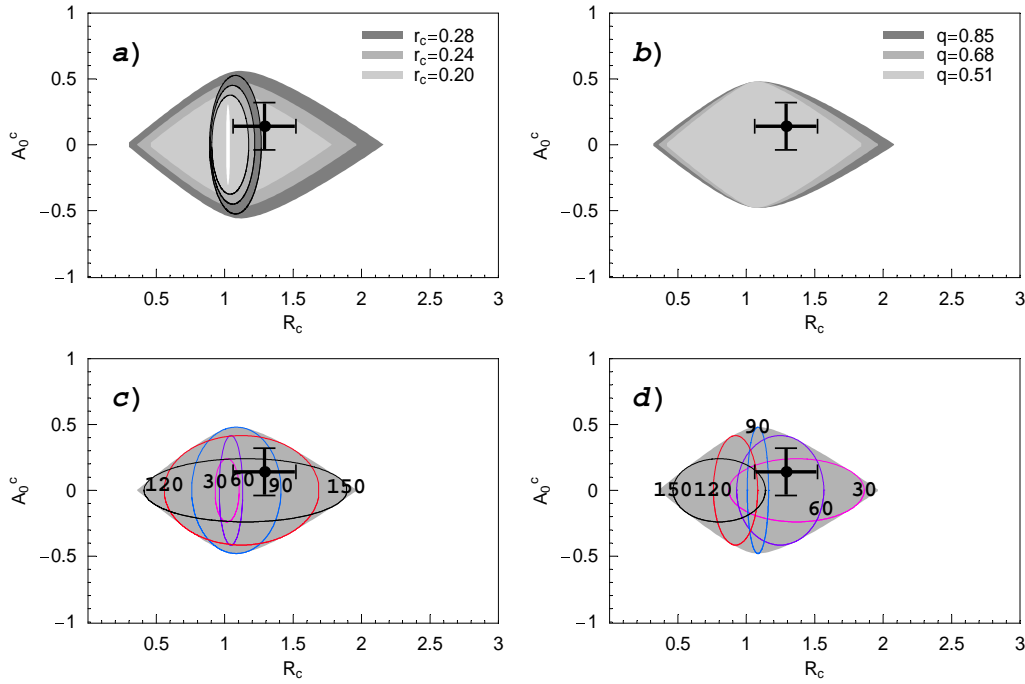 a)
r_c=0.28
r_c=0.24
r_c=0.20
1
0.5
0
−0.5
−1
A_0^c
0.5 1 1.5 2 2.5 3
R_c
b)
q=0.85
q=0.68
q=0.51
1
0.5
0
−0.5
−1
A_0^c
0.5 1 1.5 2 2.5 3
R_c
c)
1
0.5
0
−0.5
−1
A_0^c
120 30 60 90 150
0.5 1 1.5 2 2.5 3
R_c
d)
1
0.5
0
−0.5
−1
A_0^c
90
150 120 30
60
0.5 1 1.5 2 2.5 3
R_c